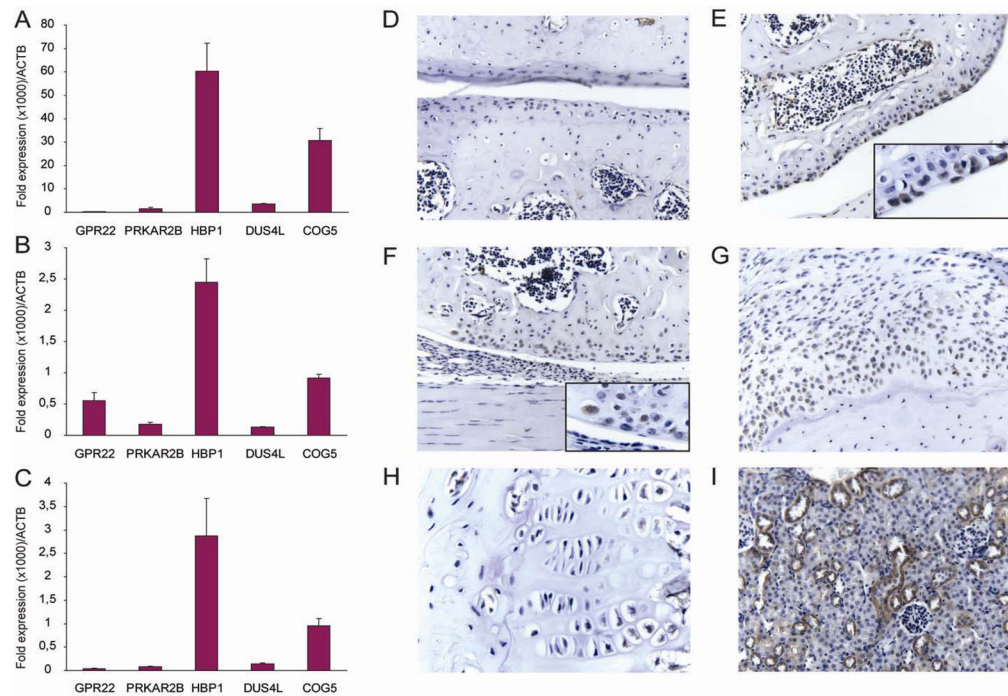 A
Fold expression (x1000)/ACTB
80
70
60
50
40
30
20
10
0
GPR22 PRKAR2B HBP1 DUS4L COG5
B
Fold expression (x1000)/ACTB
3
2,5
2
1,5
1
0,5
0
GPR22 PRKAR2B HBP1 DUS4L COG5
C
Fold expression (x1000)/ACTB
4
3,5
3
2,5
2
1,5
1
0,5
0
GPR22 PRKAR2B HBP1 DUS4L COG5
D
E
F
G
H
I